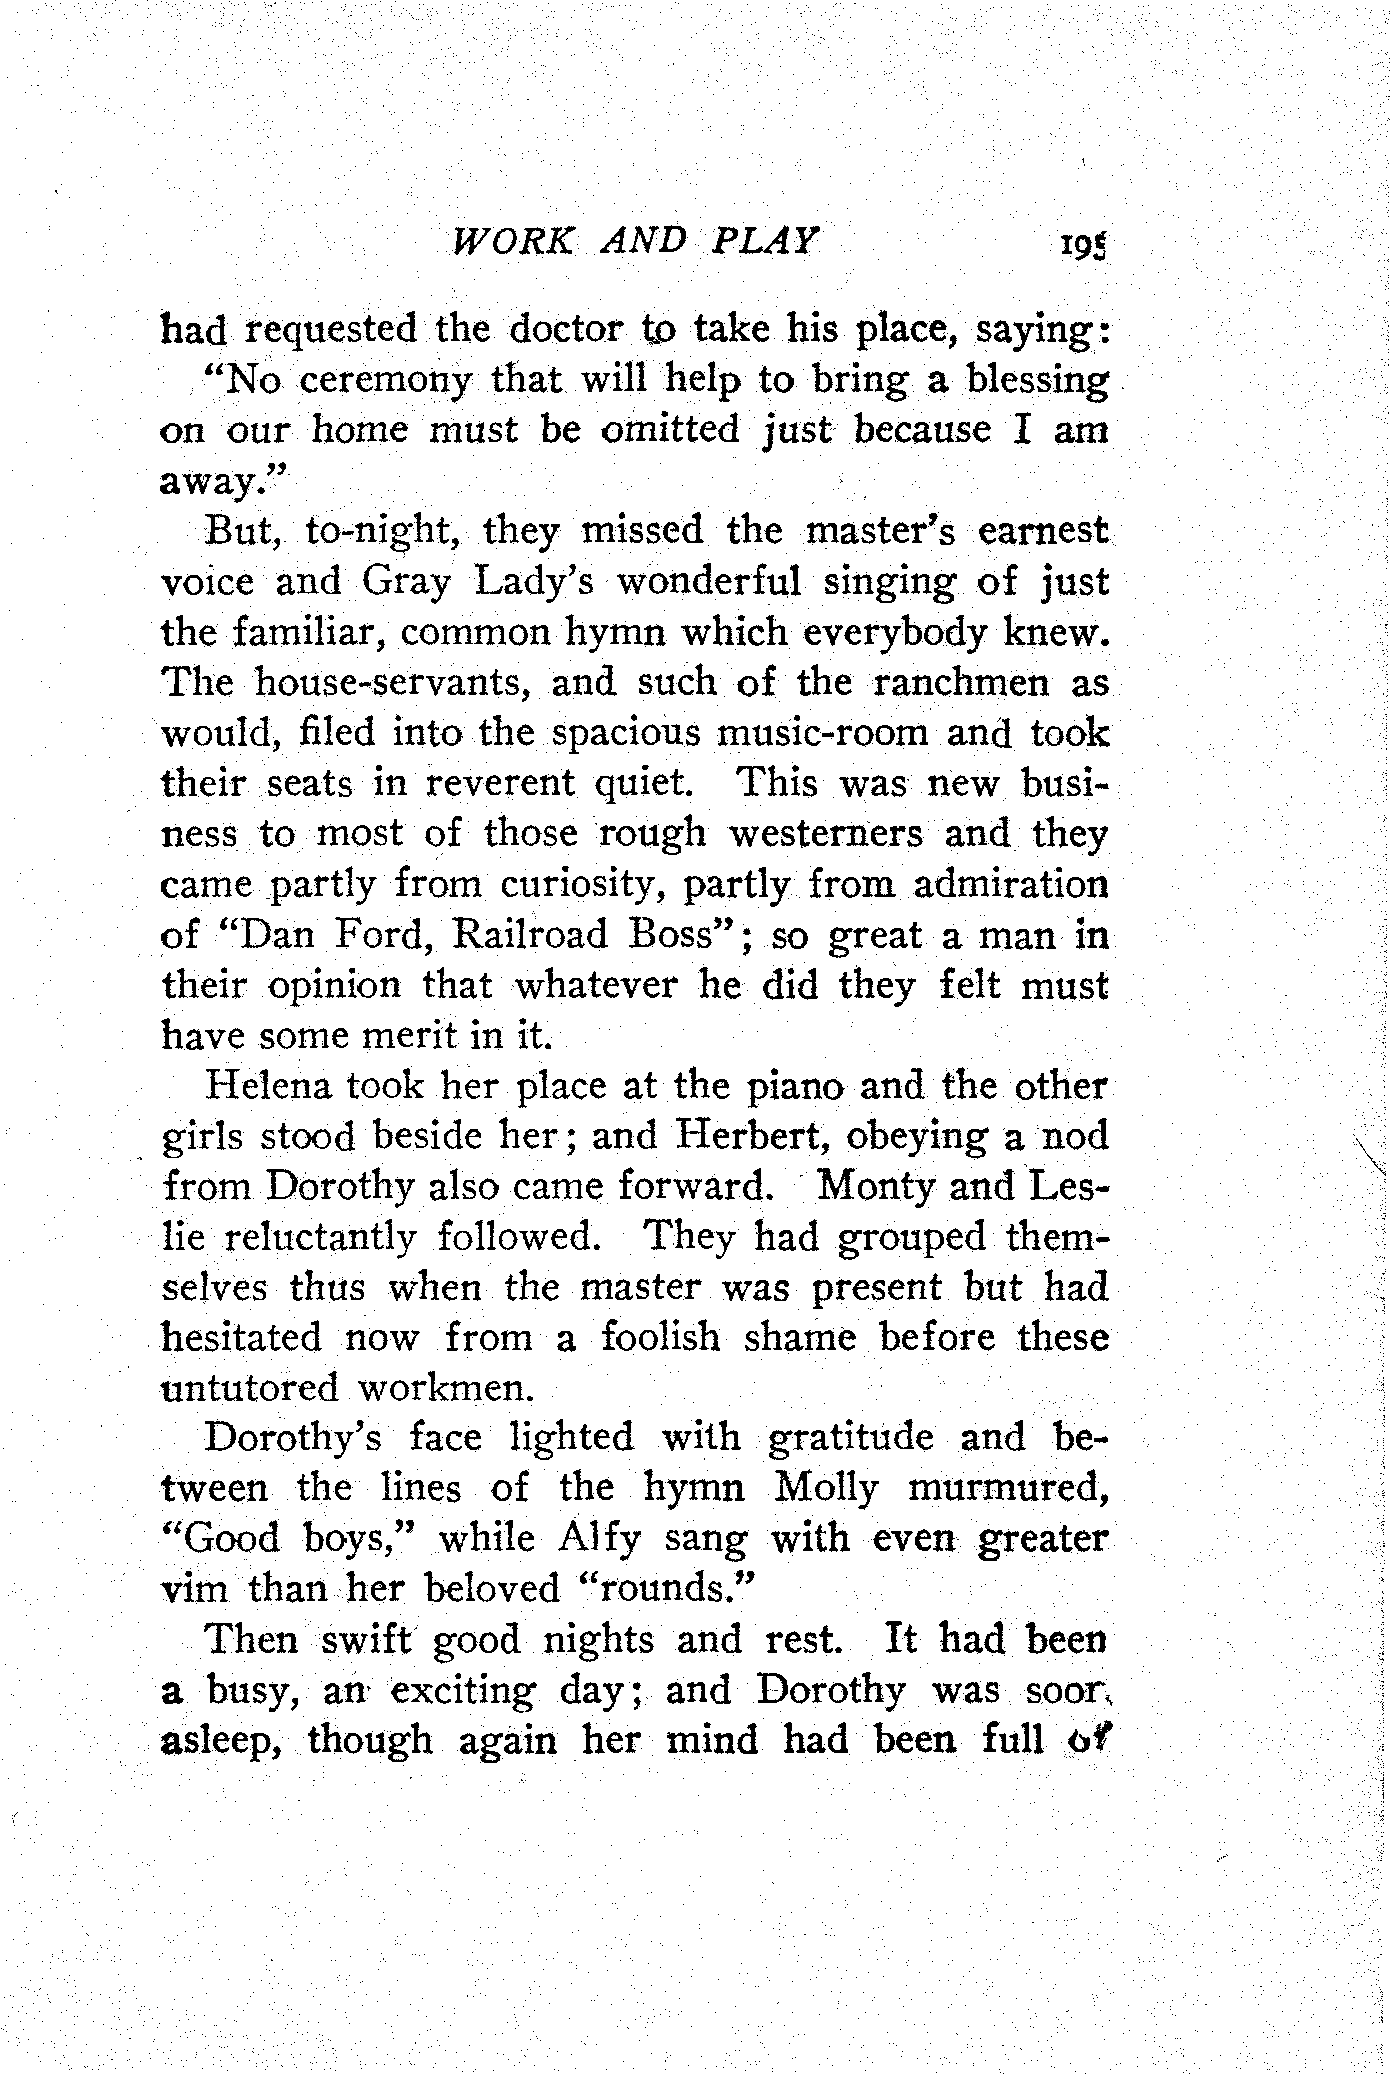 WORK AND PLAY 195
had requested the doctor to take his place, saying:
“No ceremony that will help to bring a blessing
on our home must be omitted just because I am
away.”
But, to-night, they missed the master’s earnest
voice and Gray Lady’s wonderful singing of just
the familiar, common hymn which everybody knew.
The house-servants, and such of the ranchmen as
would, filed into the spacious music-room and took
their seats in reverent quiet. This was new busi-
ness to most of those rough westerners and they
came partly from curiosity, partly from admiration
of “Dan Ford, Railroad Boss”; so great a man in
their opinion that whatever he did they felt must
have some merit in it.
Helena took her place at the piano and the other
girls stood beside her; and Herbert, obeying a nod
from Dorothy also came forward. Monty and Les-
lie reluctantly followed. They had grouped them-
selves thus when the master was present but had
hesitated now from a foolish shame before these
untutored workmen.
Dorothy’s face lighted with gratitude and be-
tween the lines of the hymn Molly murmured,
“Good boys,” while Alfy sang with even greater
vim than her beloved “rounds.”
Then swift good nights and rest. It had been
a busy, an exciting day; and Dorothy was soon
asleep, though again her mind had been full of